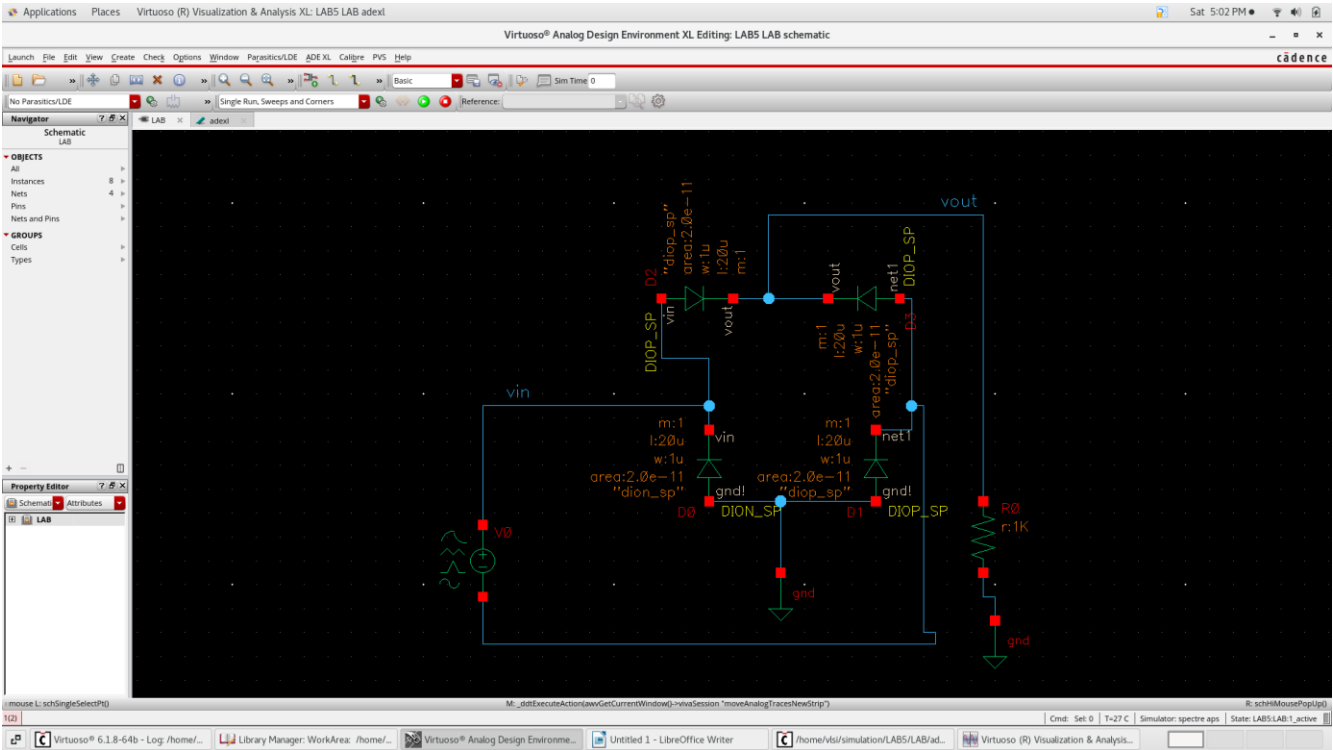 Applications Places Virtuoso (R) Visualization & Analysis XL: LAB5 LAB adexl Sat 5:02 PM
Virtuoso® Analog Design Environment XL Editing: LAB5 LAB schematic
Launch File Edit View Create Check Options Window Parasitics/LDE ADE XL Calibre PVS Help cādence
» » » » Basic Sim Time 0
No Parasitics/LDE » Single Run, Sweeps and Corners Reference:
Navigator ? X LAB × adexl
Schematic
LAB
OBJECTS
All
Instances 8
Nets 4
Pins
Nets and Pins
GROUPS
Cells
Types
Property Editor ? X
Schemati Attributes
LAB
vout
D2
"diop_sp"
area:2.0e-11
w:1u
l:20u
m:1
vin
vout
DIOP_SP
vout
net1
DIOP_SP
D3
m:1
l:20u
w:1u
area:2.0e-11
"diop_sp"
vin
m:1
l:20u
w:1u
area:2.0e-11
"dion_sp"
vin
gnd!
D0 DION_SP
m:1
l:20u
w:1u
area:2.0e-11
"diop_sp"
net1
gnd!
D1 DIOP_SP
V0
gnd
R0
r:1K
gnd
mouse L: schSingleSelectPt() M: _ddtExecuteAction(awvGetCurrentWindow()->vivaSession "moveAnalogTracesNewStrip") R: schHiMousePopUp()
1(2) Cmd: Sel: 0 T=27 C Simulator: spectre aps State: LAB5:LAB:1_active
Virtuoso® 6.1.8-64b - Log: /home/... Library Manager: WorkArea: /home/... Virtuoso® Analog Design Environme... Untitled 1 - LibreOffice Writer /home/vlsi/simulation/LAB5/LAB/ad... Virtuoso (R) Visualization & Analysis...